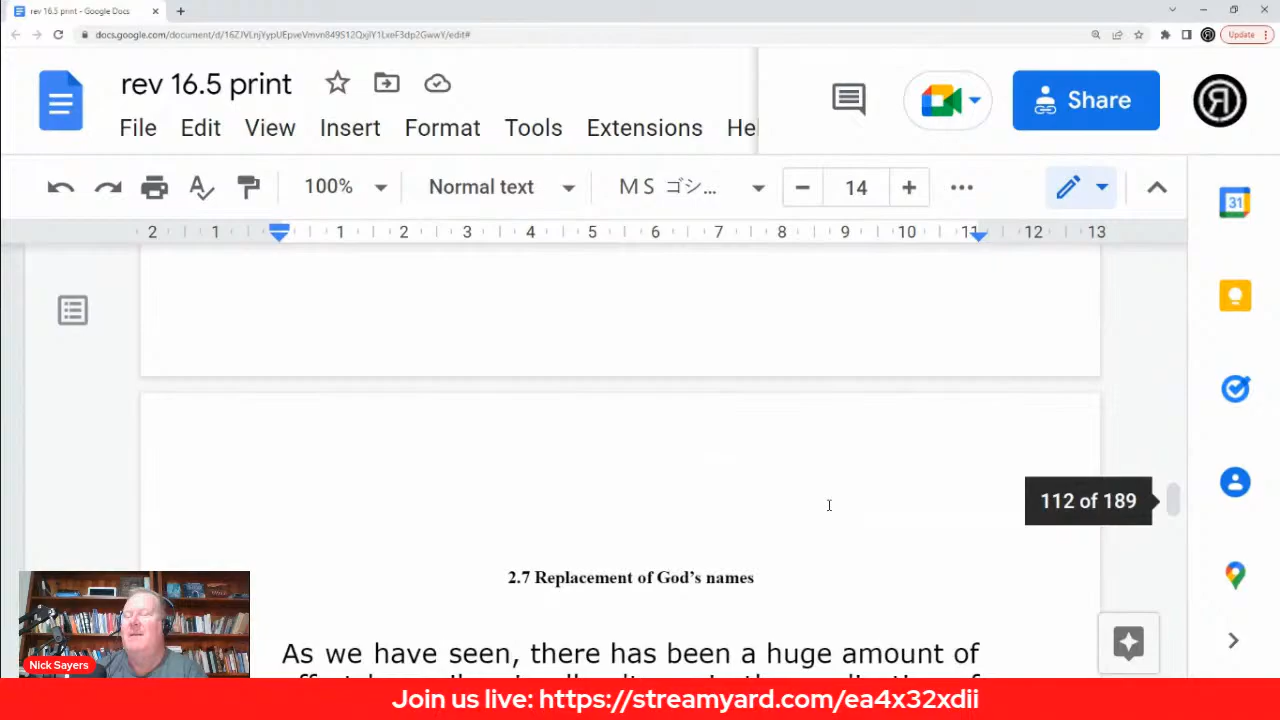 rev 16.5 print - Google Docs
docs.google.com/document/d/16ZJVLnjYypUEpveVmvn849S12QxjlY1LxeF3dp2GwwY/edit#
Update
rev 16.5 print
File Edit View Insert Format Tools Extensions He
Share
100% Normal text MS ゴシ... 14
2 1 1 2 3 4 5 6 7 8 9 10 11 12 13
31
112 of 189
2.7 Replacement of God's names
As we have seen, there has been a huge amount of
Nick Sayers
Join us live: https://streamyard.com/ea4x32xdii